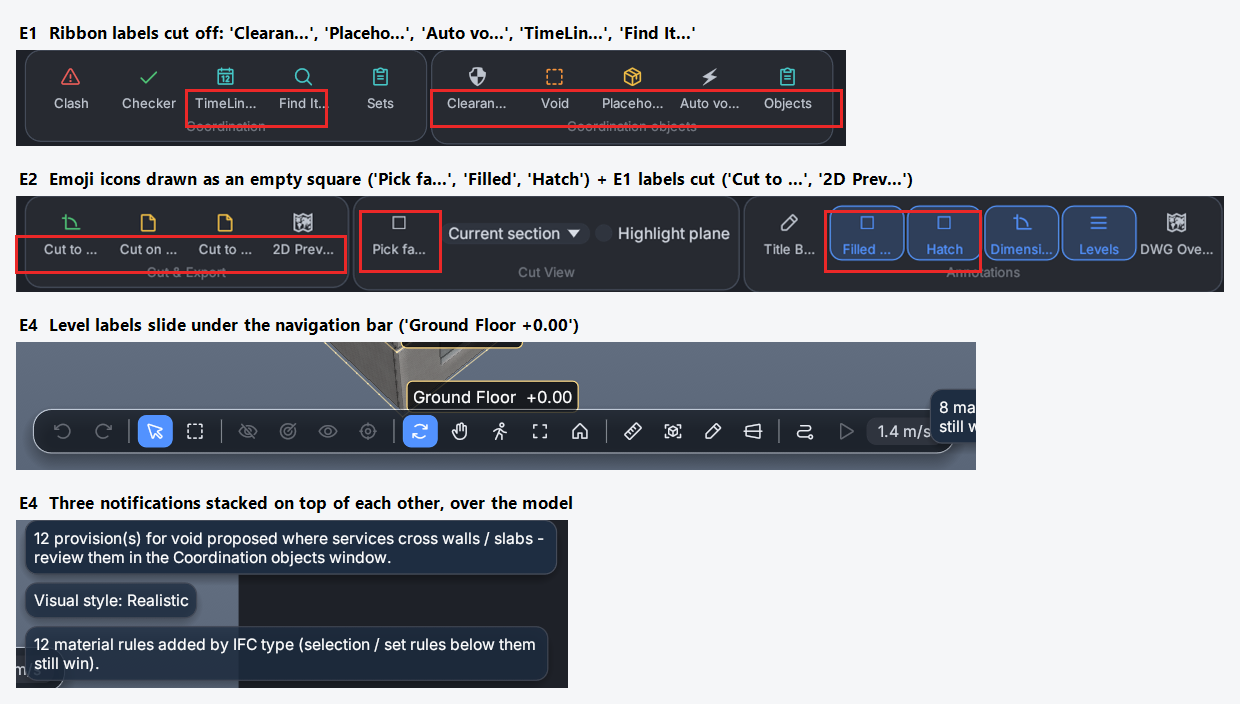 E1 Ribbon labels cut off: 'Clearan...', 'Placeho...', 'Auto vo...', 'TimeLin...', 'Find It...'
Clash Checker TimeLin... Find It... Sets Clearan... Void Placeho... Auto vo... Objects
Coordination Coordination objects
E2 Emoji icons drawn as an empty square ('Pick fa...', 'Filled', 'Hatch') + E1 labels cut ('Cut to ...', '2D Prev...')
Cut to ... Cut on ... Cut to ... 2D Prev... Pick fa... Current section ▼ Highlight plane Title B... Filled ... Hatch Dimensi... Levels DWG Ove...
Cut & Export Cut View Annotations
E4 Level labels slide under the navigation bar ('Ground Floor +0.00')
Ground Floor +0.00
1.4 m/s
8 ma
still w
E4 Three notifications stacked on top of each other, over the model
12 provision(s) for void proposed where services cross walls / slabs -
review them in the Coordination objects window.
Visual style: Realistic
12 material rules added by IFC type (selection / set rules below them
still win).
m/s